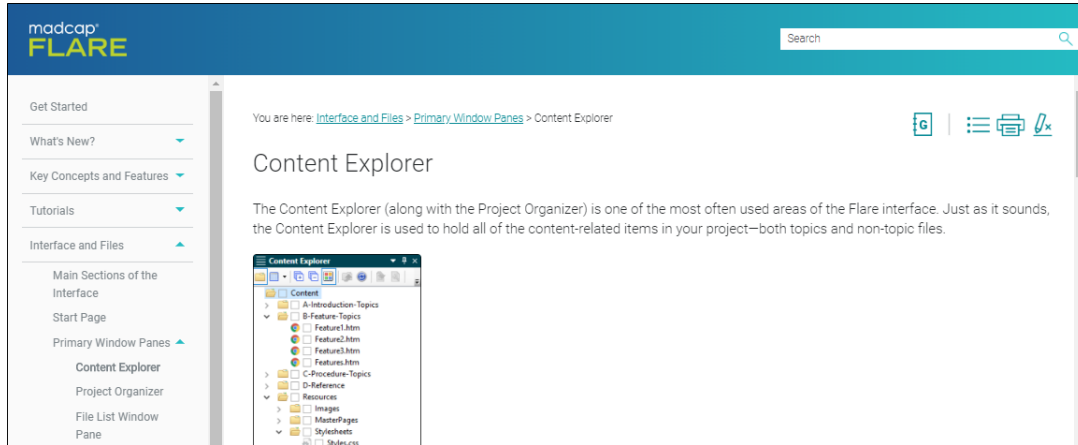 madcap®
FLARE
Search
Get Started
What's New?
Key Concepts and Features
Tutorials
Interface and Files
Main Sections of the
Interface
Start Page
Primary Window Panes
Content Explorer
Project Organizer
File List Window
Pane
You are here: Interface and Files > Primary Window Panes > Content Explorer
G
Content Explorer
The Content Explorer (along with the Project Organizer) is one of the most often used areas of the Flare interface. Just as it sounds,
the Content Explorer is used to hold all of the content-related items in your project—both topics and non-topic files.
Content Explorer
Content
A-Introduction-Topics
B-Feature-Topics
Feature1.htm
Feature2.htm
Feature3.htm
Features.htm
C-Procedure-Topics
D-Reference
Resources
Images
MasterPages
Stylesheets
Styles.css